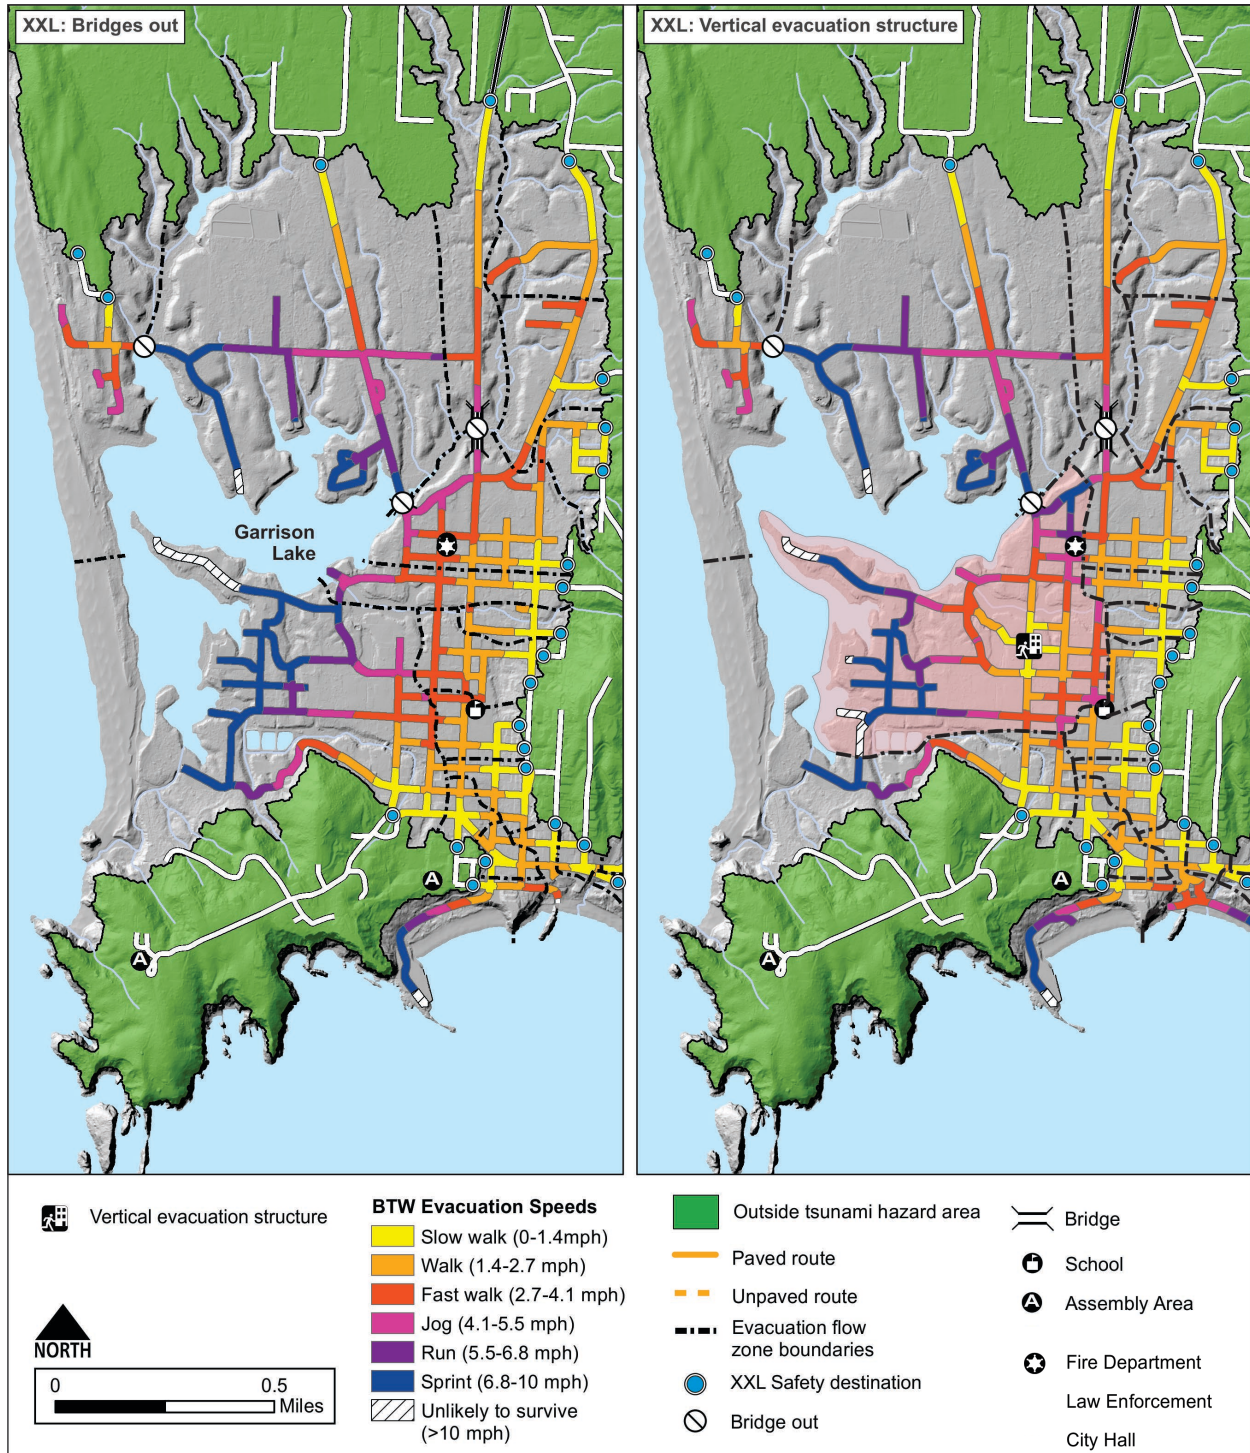 XXL: Bridges out
XXL: Vertical evacuation structure
Garrison
Lake
A
A
A
A
Vertical evacuation structure
NORTH
0 0.5
Miles
BTW Evacuation Speeds
Slow walk (0-1.4mph)
Walk (1.4-2.7 mph)
Fast walk (2.7-4.1 mph)
Jog (4.1-5.5 mph)
Run (5.5-6.8 mph)
Sprint (6.8-10 mph)
Unlikely to survive
(>10 mph)
Outside tsunami hazard area
Paved route
Unpaved route
Evacuation flow
zone boundaries
XXL Safety destination
Bridge out
Bridge
School
A Assembly Area
Fire Department
Law Enforcement
City Hall